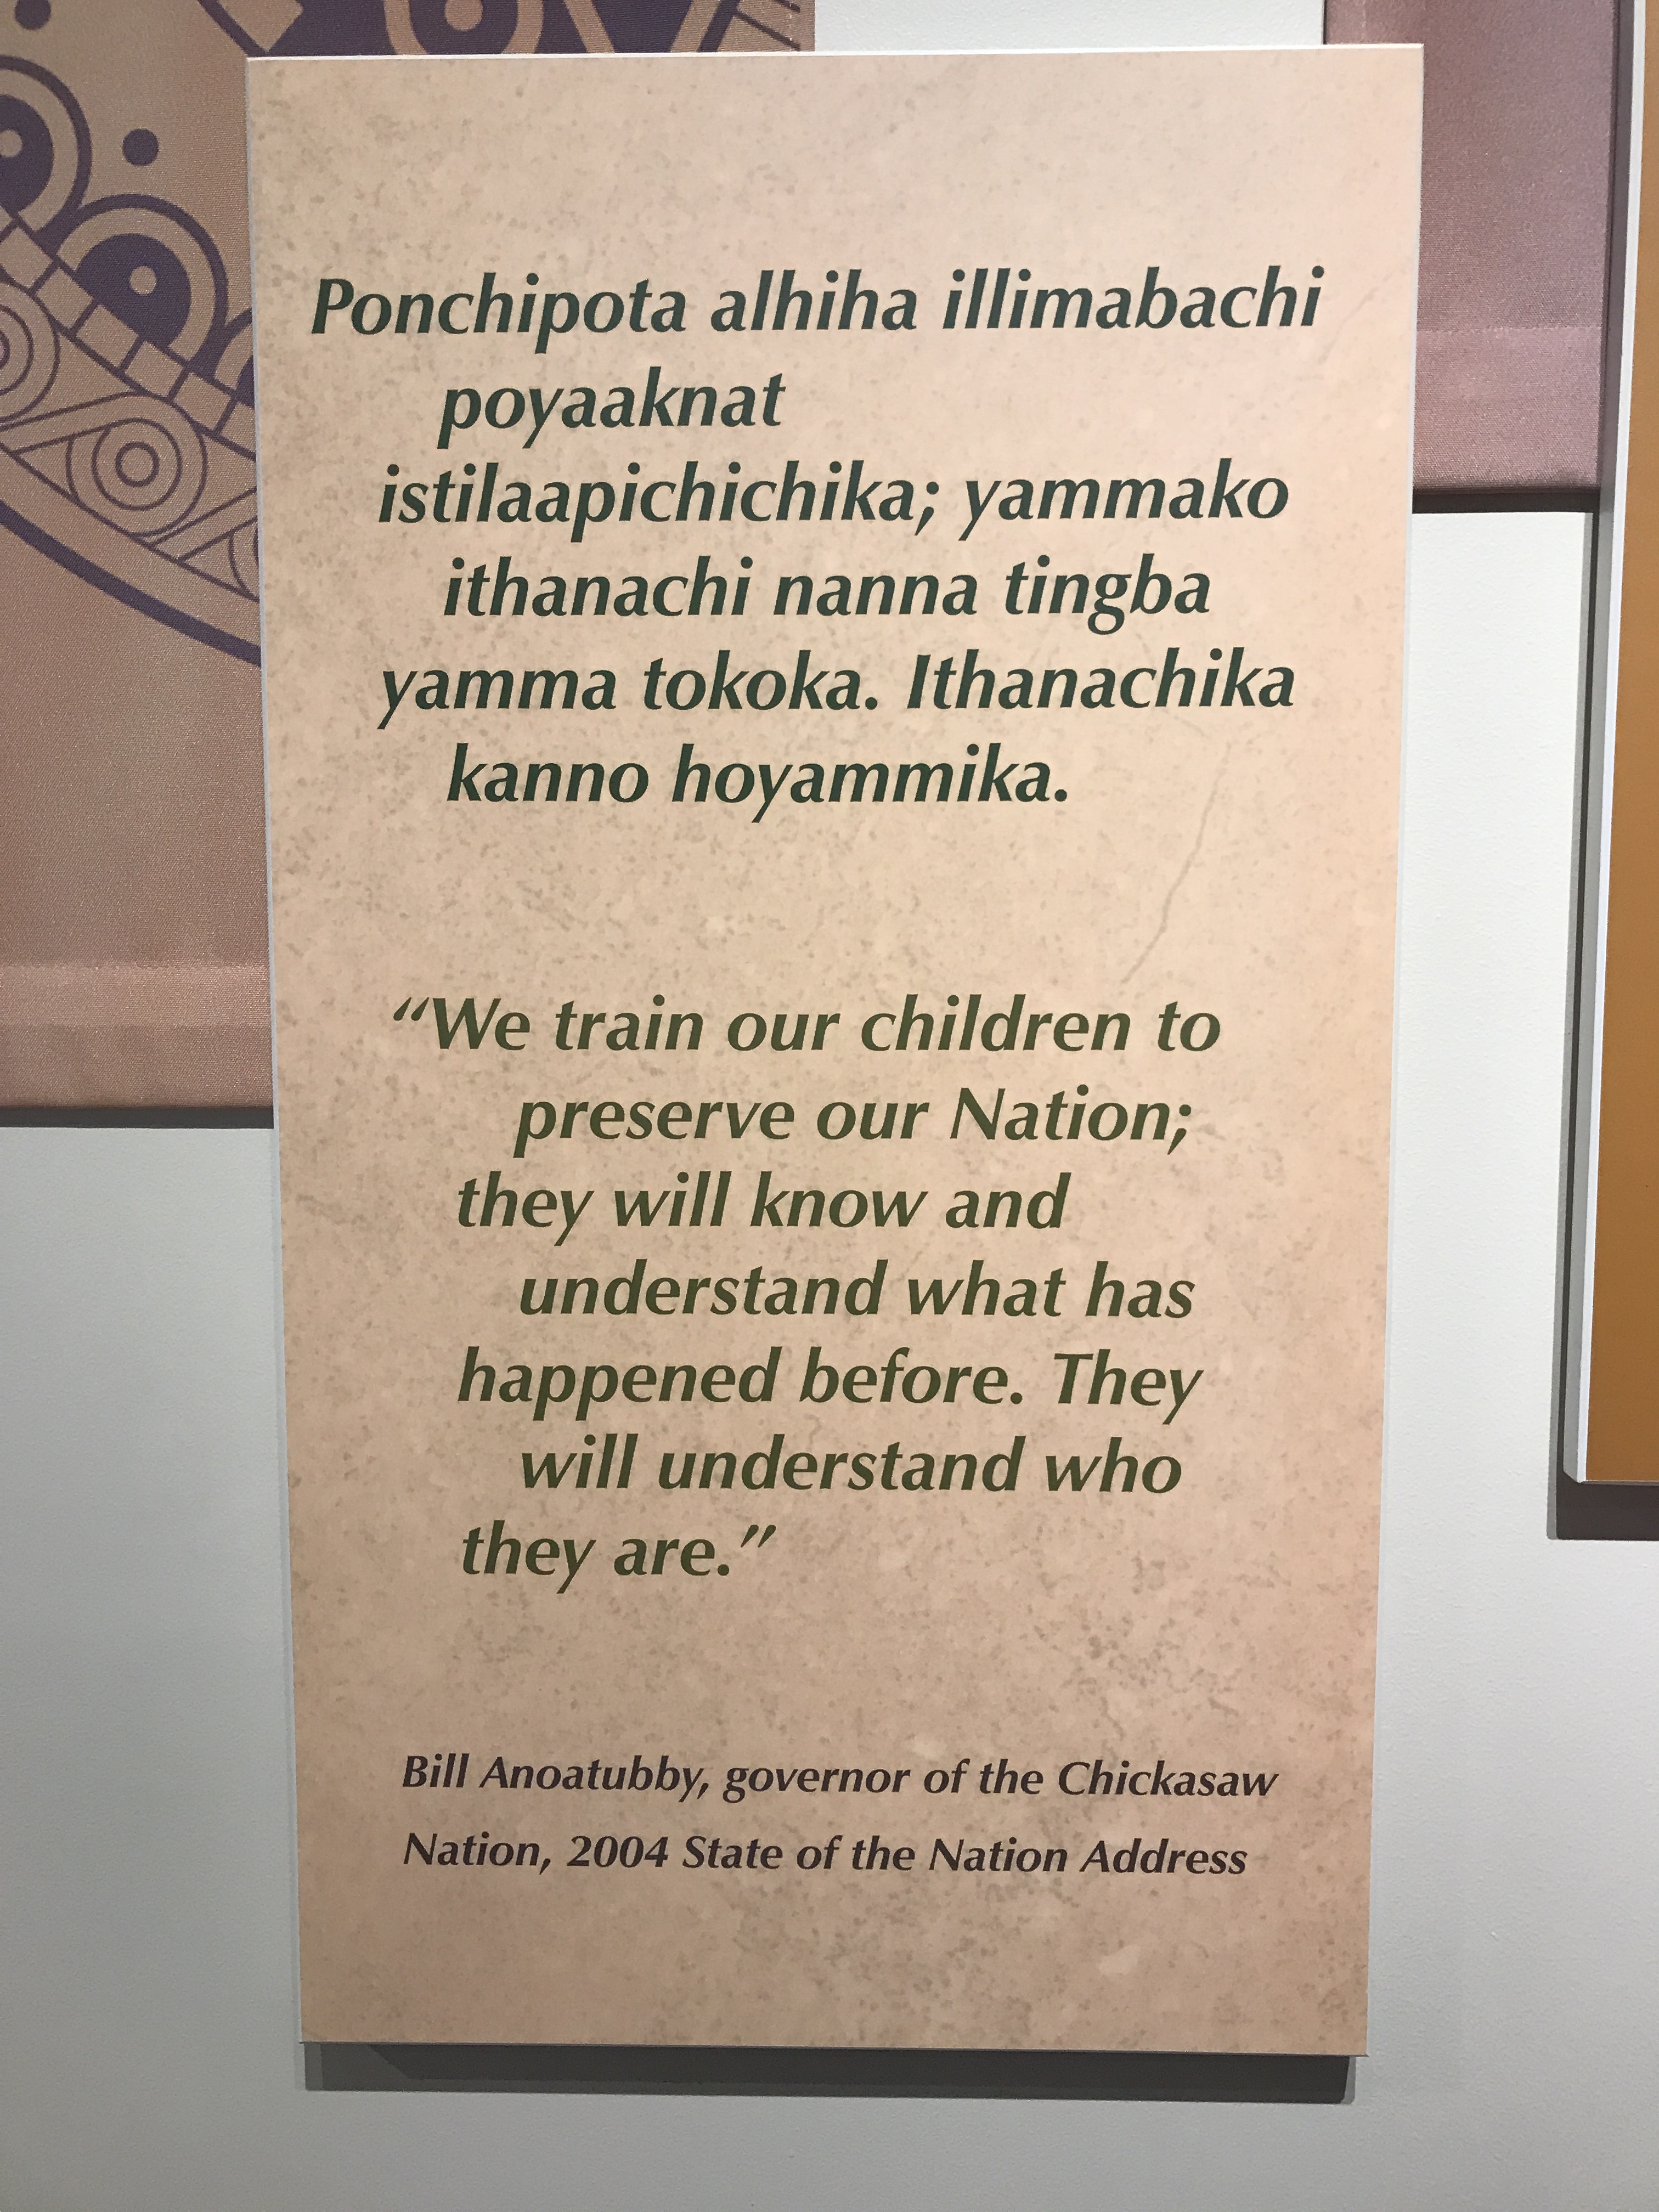 Ponchipota alhiha illimabachi
poyaaknat
istilaapichichika; yammako
ithanachi nanna tingba
yamma tokoka. Ithanachika
kanno hoyammika.
“We train our children to
preserve our Nation;
they will know and
understand what has
happened before. They
will understand who
they are.”
Bill Anoatubby, governor of the Chickasaw
Nation, 2004 State of the Nation Address